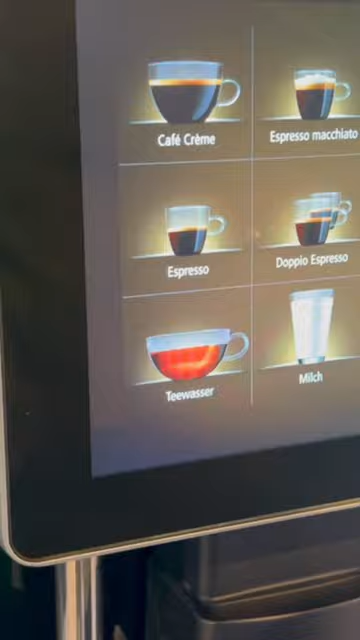 Café Crème
Espresso macchiato
Espresso
Doppio Espresso
Teewasser
Milch